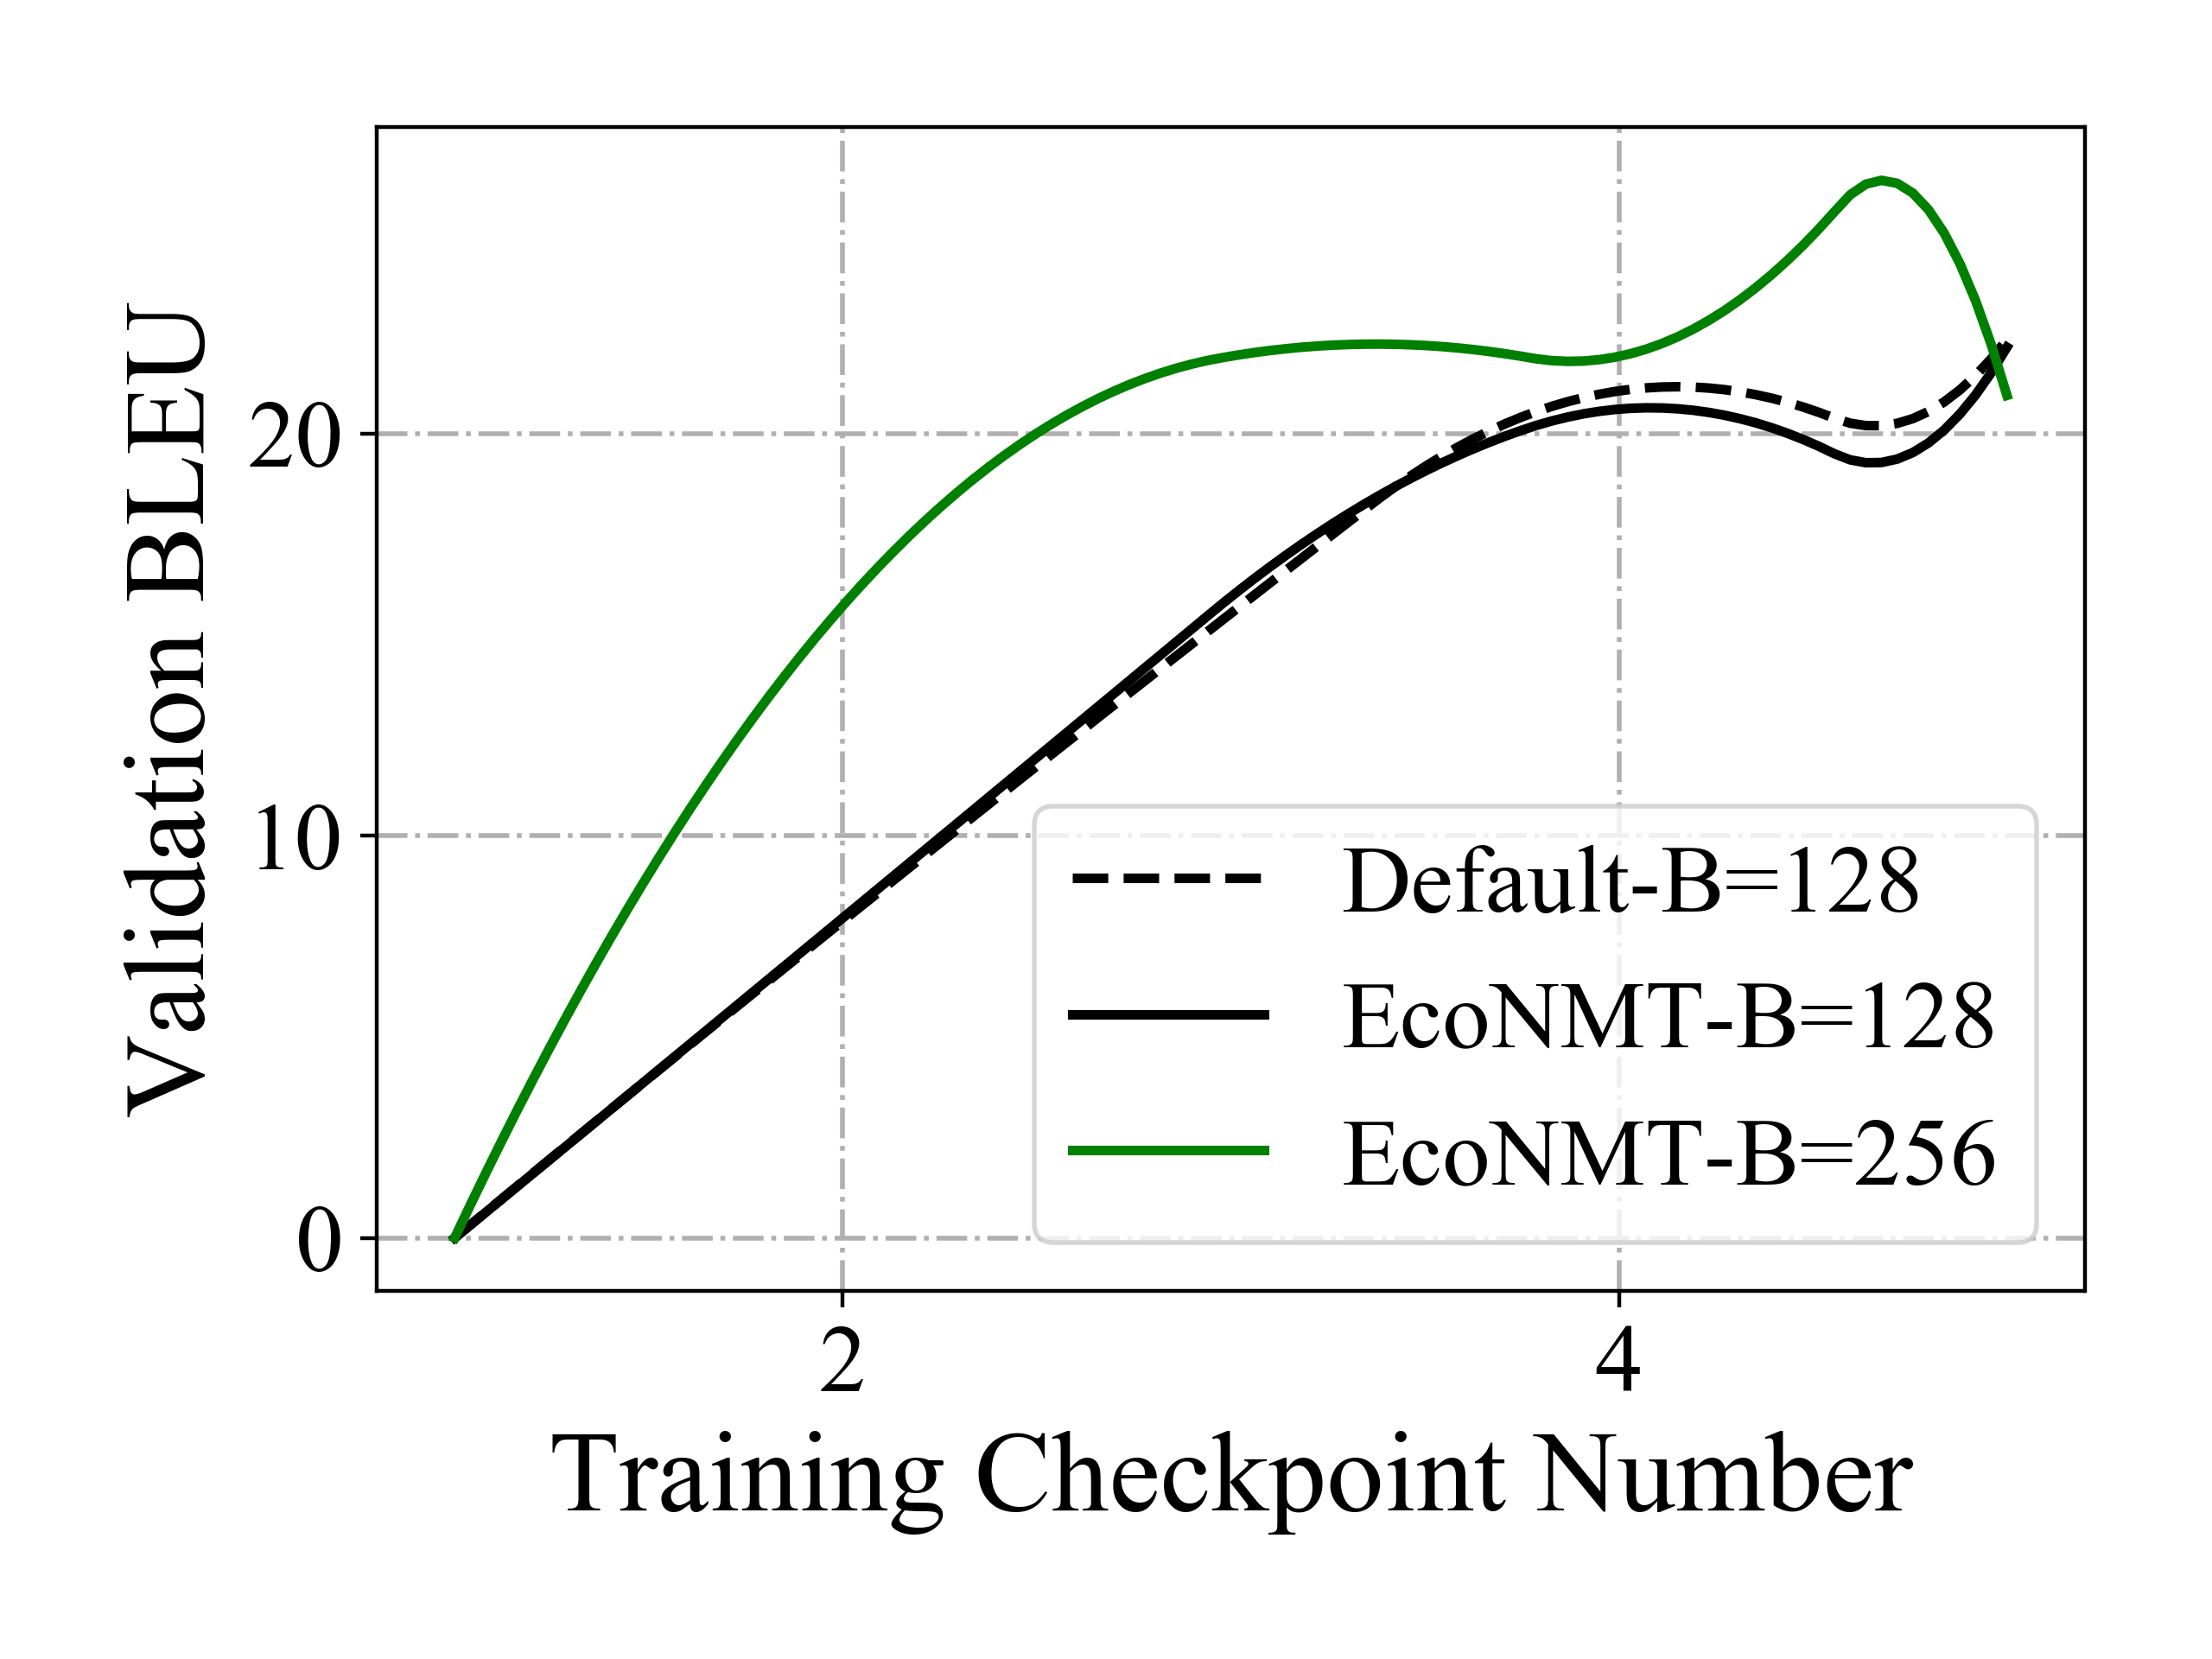 Validation BLEU
20
10
0
Default-B=128
EcoNMT-B=128
EcoNMT-B=256
2
4
Training Checkpoint Number